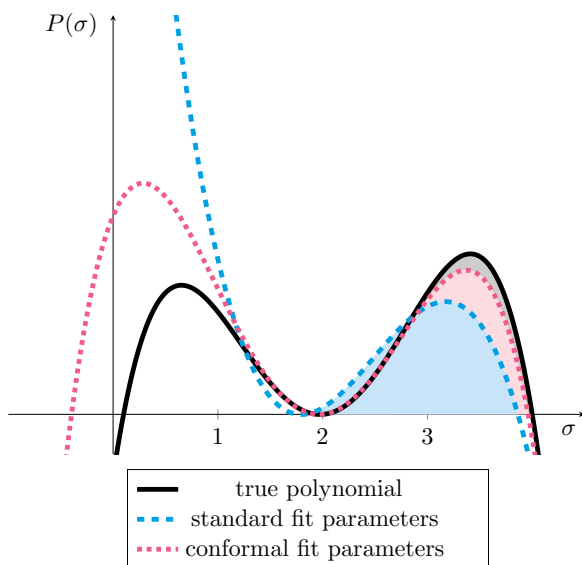 P(σ)
1
2
3
σ
true polynomial
standard fit parameters
conformal fit parameters